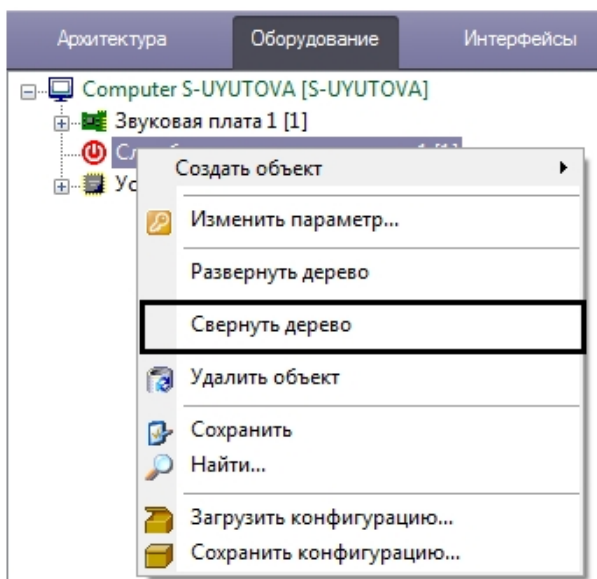 Архитектура Оборудование Интерфейсы
Computer S-UYUTOVA [S-UYUTOVA]
Звуковая плата 1 [1]
Создать объект
Изменить параметр...
Развернуть дерево
Свернуть дерево
Удалить объект
Сохранить
Найти...
Загрузить конфигурацию...
Сохранить конфигурацию...